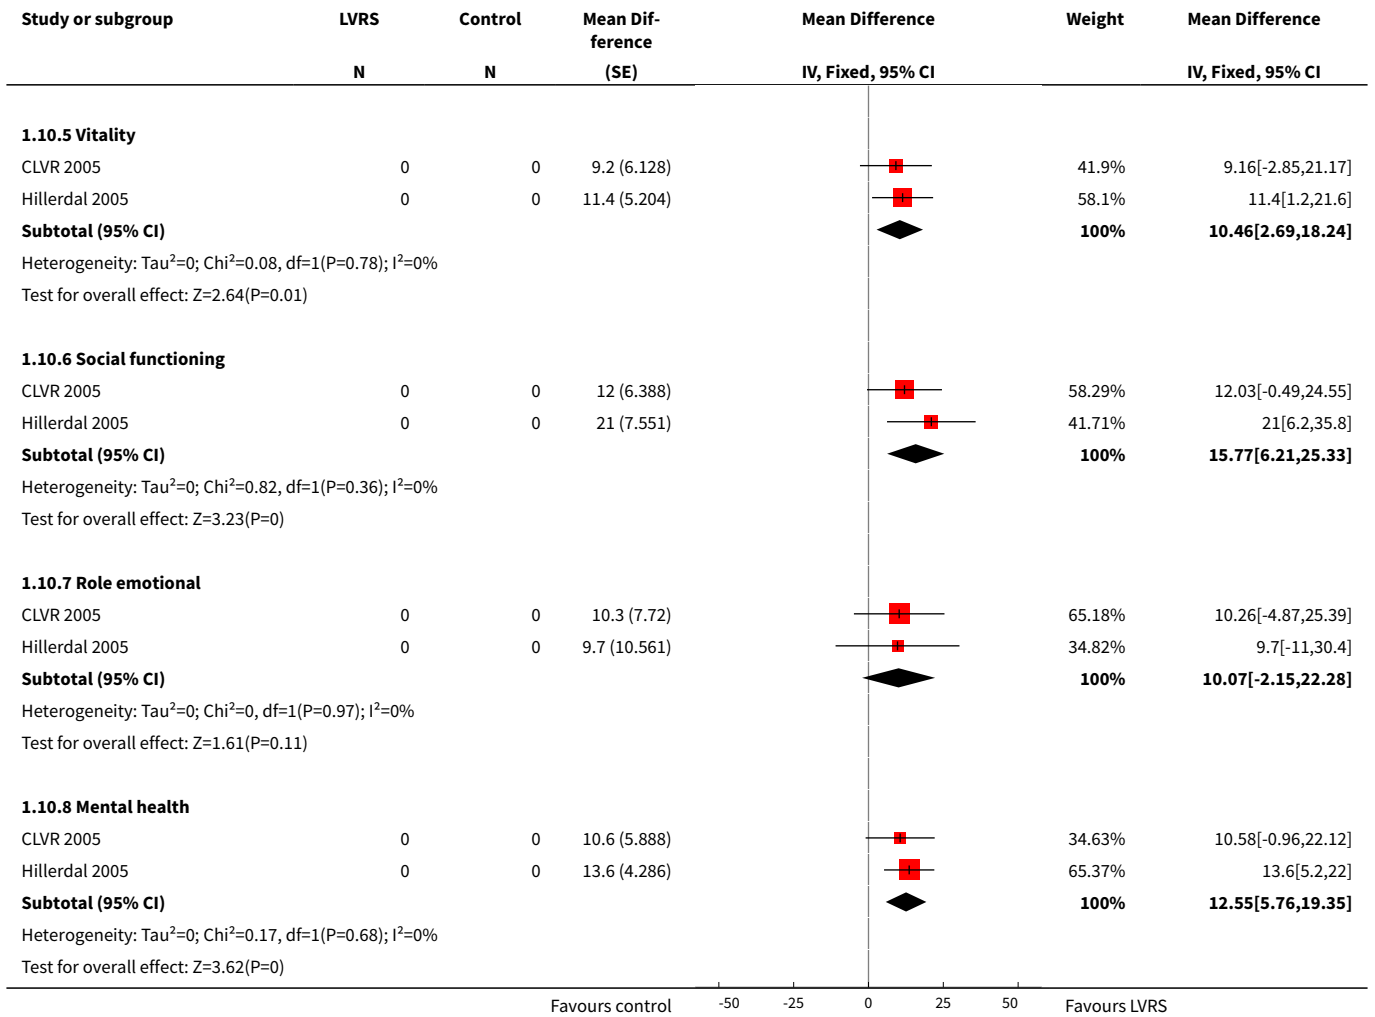 Study or subgroup LVRS Control Mean Dif- Mean Difference Weight Mean Difference
ference
N N (SE) IV, Fixed, 95% CI IV, Fixed, 95% CI
1.10.5 Vitality
CLVR 2005 0 0 9.2 (6.128) 41.9% 9.16[-2.85,21.17]
Hillerdal 2005 0 0 11.4 (5.204) 58.1% 11.4[1.2,21.6]
Subtotal (95% CI) 100% 10.46[2.69,18.24]
Heterogeneity: Tau²=0; Chi²=0.08, df=1(P=0.78); I²=0%
Test for overall effect: Z=2.64(P=0.01)
1.10.6 Social functioning
CLVR 2005 0 0 12 (6.388) 58.29% 12.03[-0.49,24.55]
Hillerdal 2005 0 0 21 (7.551) 41.71% 21[6.2,35.8]
Subtotal (95% CI) 100% 15.77[6.21,25.33]
Heterogeneity: Tau²=0; Chi²=0.82, df=1(P=0.36); I²=0%
Test for overall effect: Z=3.23(P=0)
1.10.7 Role emotional
CLVR 2005 0 0 10.3 (7.72) 65.18% 10.26[-4.87,25.39]
Hillerdal 2005 0 0 9.7 (10.561) 34.82% 9.7[-11,30.4]
Subtotal (95% CI) 100% 10.07[-2.15,22.28]
Heterogeneity: Tau²=0; Chi²=0, df=1(P=0.97); I²=0%
Test for overall effect: Z=1.61(P=0.11)
1.10.8 Mental health
CLVR 2005 0 0 10.6 (5.888) 34.63% 10.58[-0.96,22.12]
Hillerdal 2005 0 0 13.6 (4.286) 65.37% 13.6[5.2,22]
Subtotal (95% CI) 100% 12.55[5.76,19.35]
Heterogeneity: Tau²=0; Chi²=0.17, df=1(P=0.68); I²=0%
Test for overall effect: Z=3.62(P=0)
Favours control -50 -25 0 25 50 Favours LVRS